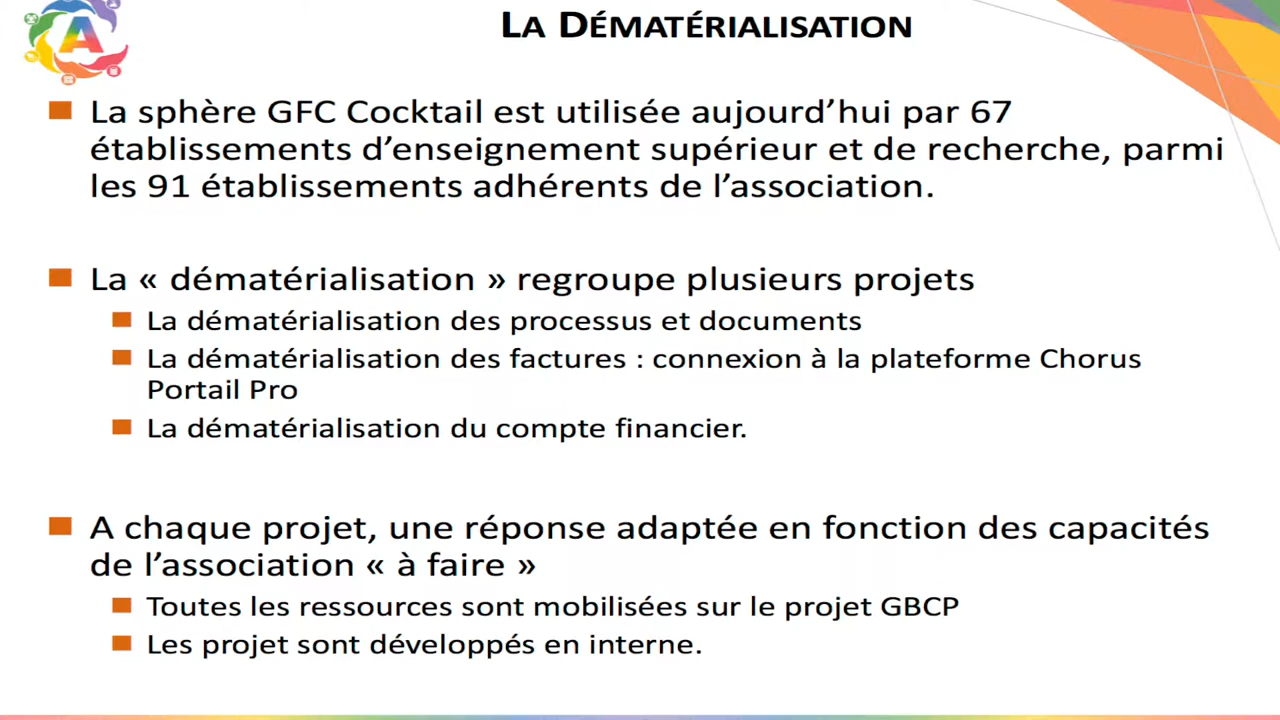 A
LA DÉMATÉRIALISATION
La sphère GFC Cocktail est utilisée aujourd’hui par 67
établissements d’enseignement supérieur et de recherche, parmi
les 91 établissements adhérents de l’association.
La « dématérialisation » regroupe plusieurs projets
La dématérialisation des processus et documents
La dématérialisation des factures : connexion à la plateforme Chorus
Portail Pro
La dématérialisation du compte financier.
A chaque projet, une réponse adaptée en fonction des capacités
de l’association « à faire »
Toutes les ressources sont mobilisées sur le projet GBCP
Les projet sont développés en interne.